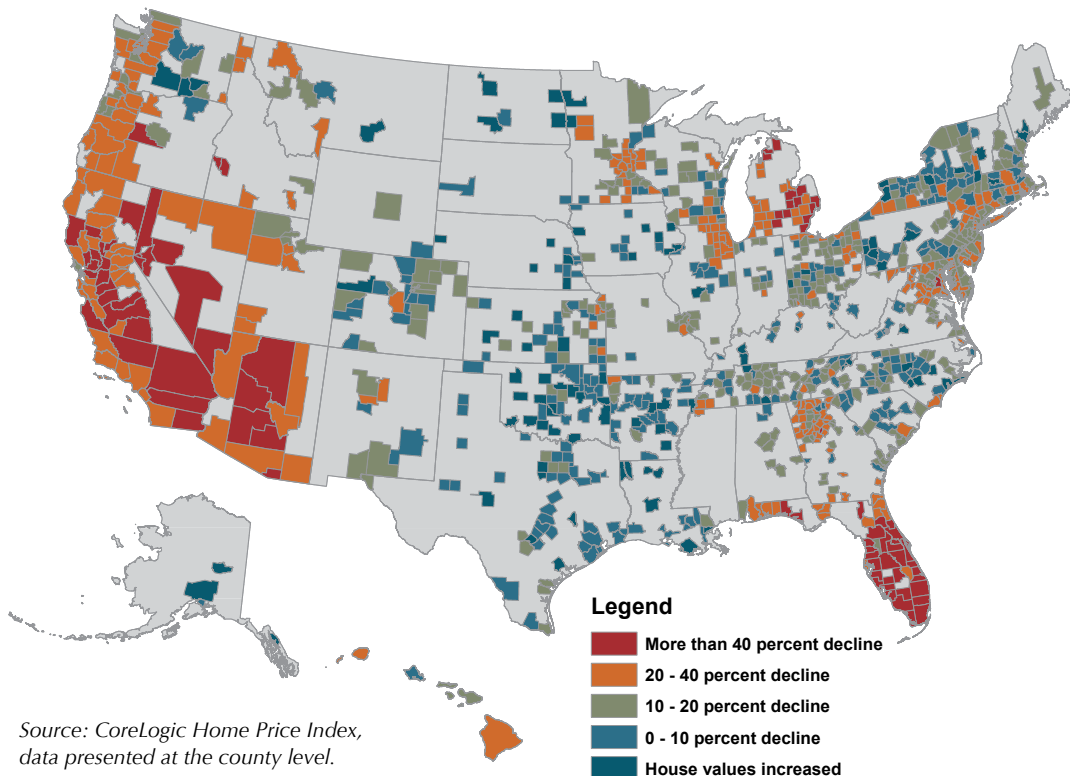 Legend
More than 40 percent decline
20 - 40 percent decline
10 - 20 percent decline
0 - 10 percent decline
House values increased
Source: CoreLogic Home Price Index,
data presented at the county level.